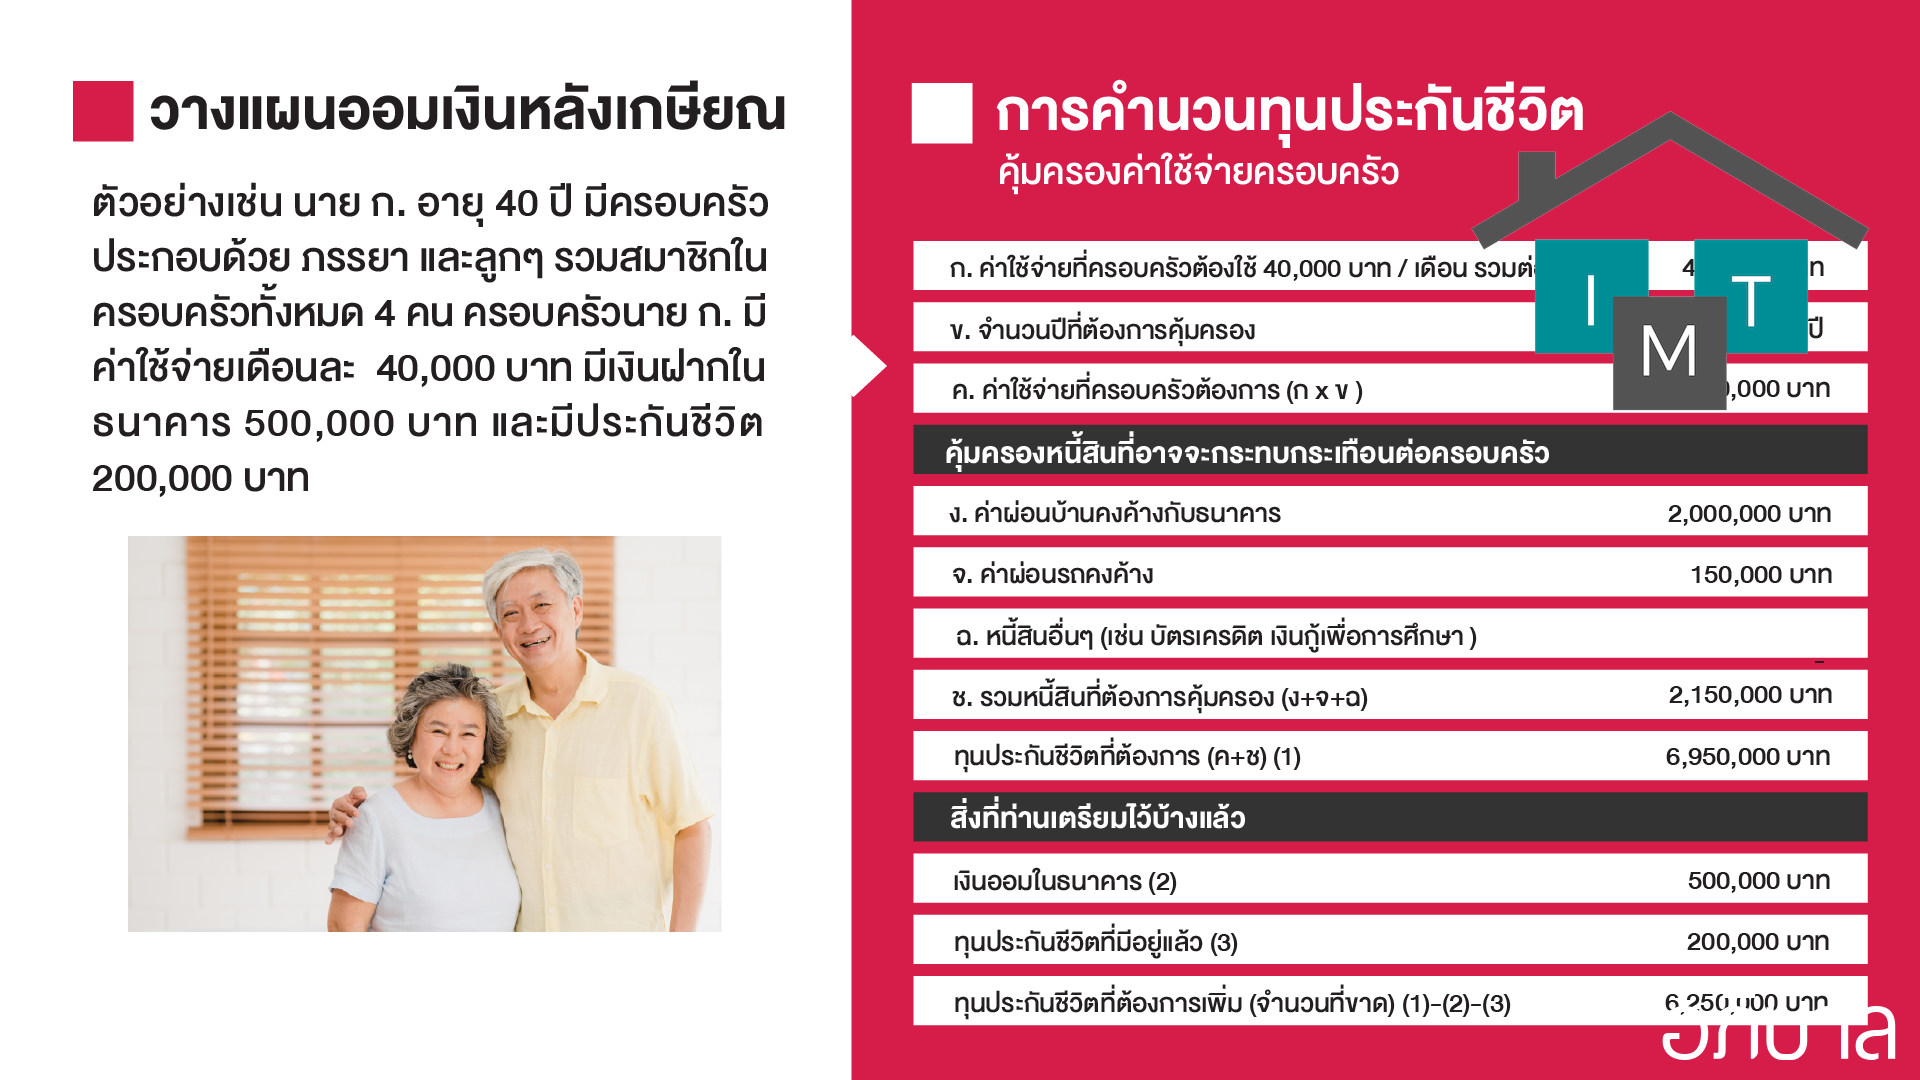 วางแผนออมเงินหลังเกษียณ
ตัวอย่างเช่น นาย ก. อายุ 40 ปี มีครอบครัว
ประกอบด้วย ภรรยา และลูกๆ รวมสมาชิกใน
ครอบครัวทั้งหมด 4 คน ครอบครัวนาย ก. มี
ค่าใช้จ่ายเดือนละ 40,000 บาท มีเงินฝากใน
ธนาคาร 500,000 บาท และมีประกันชีวิต
200,000 บาท
การคำนวนทุนประกันชีวิต
คุ้มครองค่าใช้จ่ายครอบครัว
ก. ค่าใช้จ่ายที่ครอบครัวต้องใช้ 40,000 บาท / เดือน
ข. จำนวนปีที่ต้องการคุ้มครอง ปี
ค. ค่าใช้จ่ายที่ครอบครัวต้องการ (ก x ข ) บาท
I M T
คุ้มครองหนี้สินที่อาจจะกระทบกระเทือนต่อครอบครัว
ง. ค่าผ่อนบ้านคงค้างกับธนาคาร 2,000,000 บาท
จ. ค่าผ่อนรถคงค้าง 150,000 บาท
ฉ. หนี้สินอื่นๆ (เช่น บัตรเครดิต เงินกู้เพื่อการศึกษา ) -
ช. รวมหนี้สินที่ต้องการคุ้มครอง (ง+จ+ฉ) 2,150,000 บาท
ทุนประกันชีวิตที่ต้องการ (ค+ช) (1) 6,950,000 บาท
สิ่งที่ท่านเตรียมไว้บ้างแล้ว
เงินออมในธนาคาร (2) 500,000 บาท
ทุนประกันชีวิตที่มีอยู่แล้ว (3) 200,000 บาท
ทุนประกันชีวิตที่ต้องการเพิ่ม (จำนวนที่ขาด) (1)-(2)-(3) 6,250,000 บาท